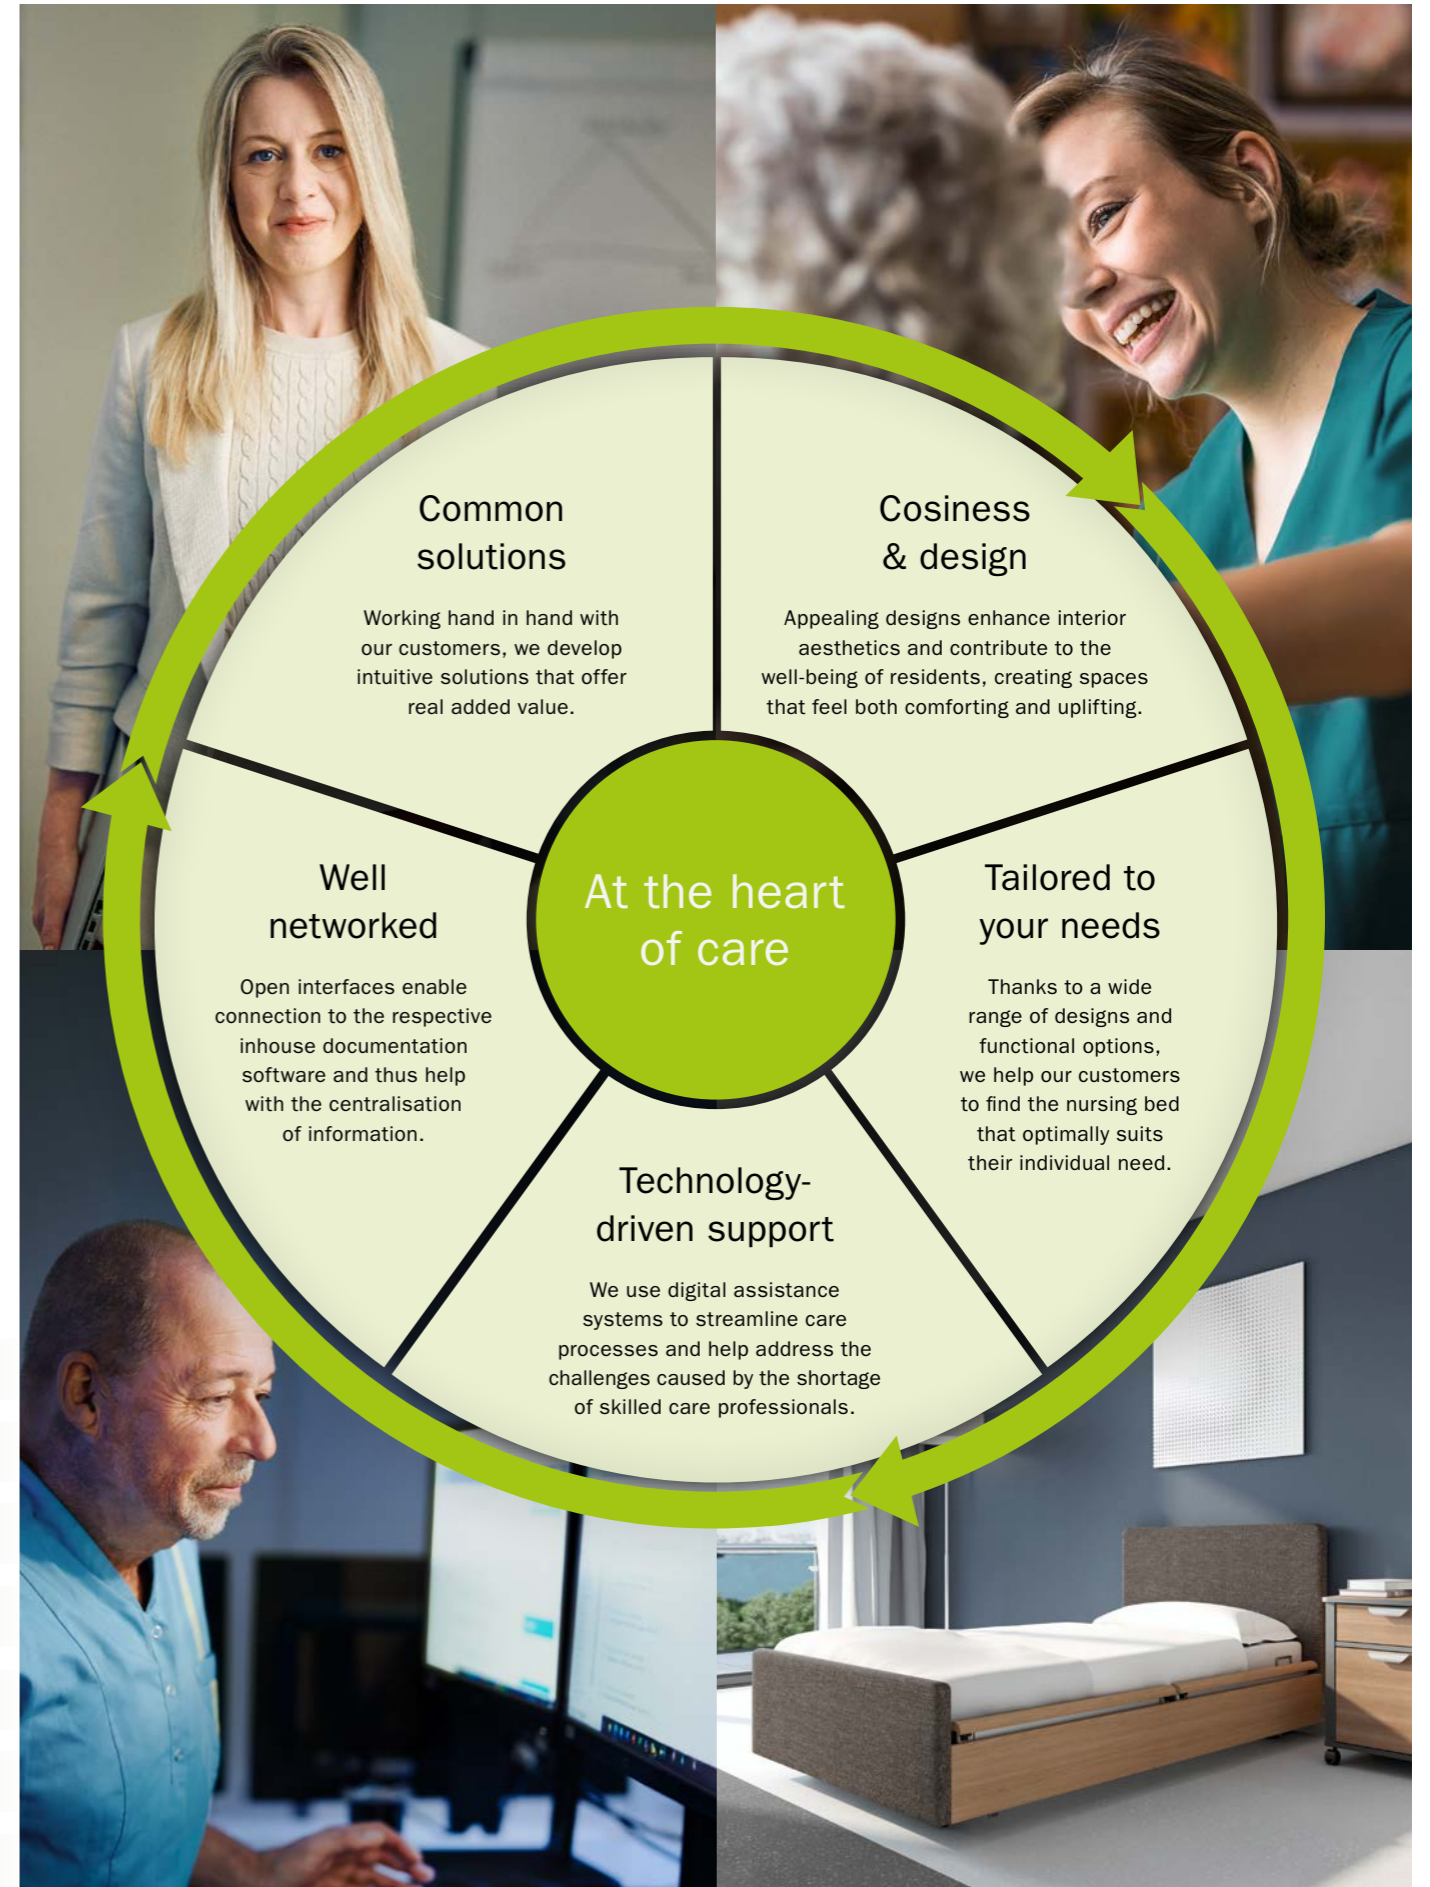 Common
solutions
Working hand in hand with
our customers, we develop
intuitive solutions that offer
real added value.
Cosiness
& design
Appealing designs enhance interior
aesthetics and contribute to the
well-being of residents, creating spaces
that feel both comforting and uplifting.
At the heart
of care
Well
networked
Open interfaces enable
connection to the respective
inhouse documentation
software and thus help
with the centralisation
of information.
Tailored to
your needs
Thanks to a wide
range of designs and
functional options,
we help our customers
to find the nursing bed
that optimally suits
their individual need.
Technology-
driven support
We use digital assistance
systems to streamline care
processes and help address the
challenges caused by the shortage
of skilled care professionals.